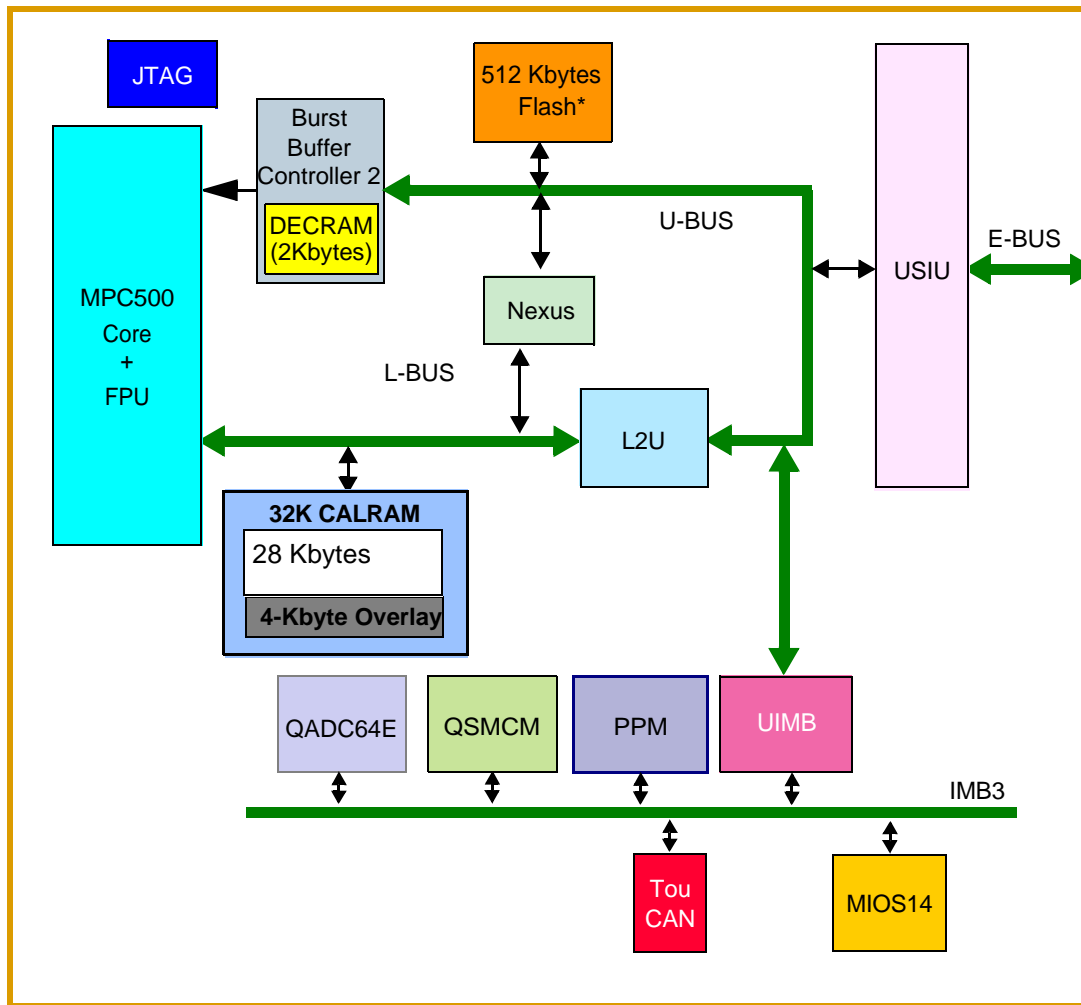 JTAG
512 Kbytes
Flash*
Burst
Buffer
Controller 2
DECRAM
(2Kbytes)
U-BUS
E-BUS
USIU
MPC500
Core
+
FPU
Nexus
L-BUS
L2U
32K CALRAM
28 Kbytes
4-Kbyte Overlay
QADC64E
QSMCM
PPM
UIMB
IMB3
Tou
CAN
MIOS14